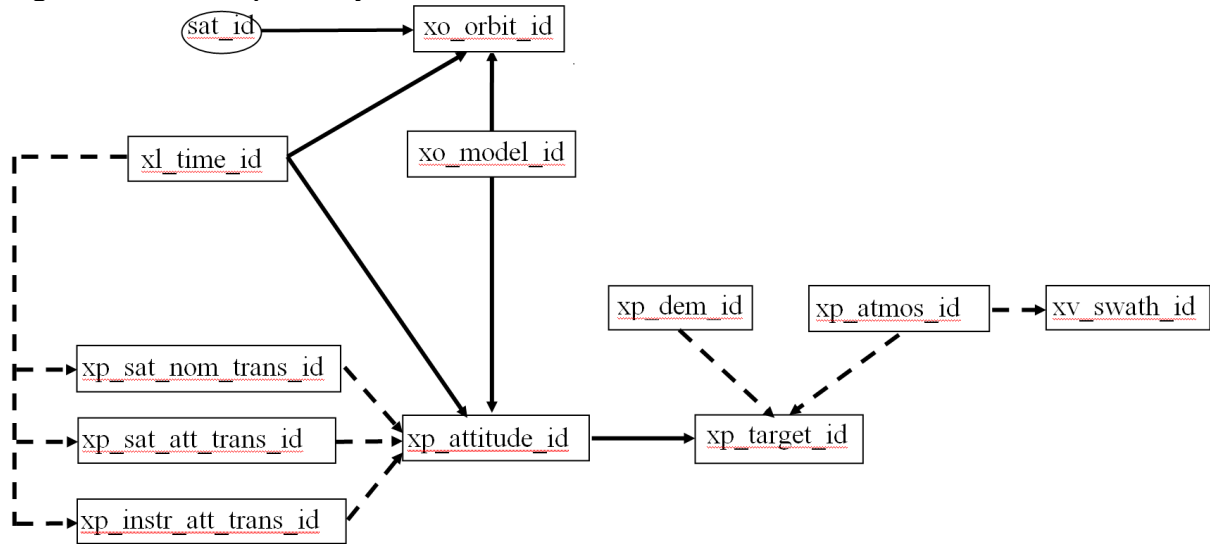 sat_id
xo_orbit_id
xl_time_id
xo_model_id
xp_dem_id
xp_atmos_id
xv_swath_id
xp_sat_nom_trans_id
xp_sat_att_trans_id
xp_attitude_id
xp_target_id
xp_instr_att_trans_id